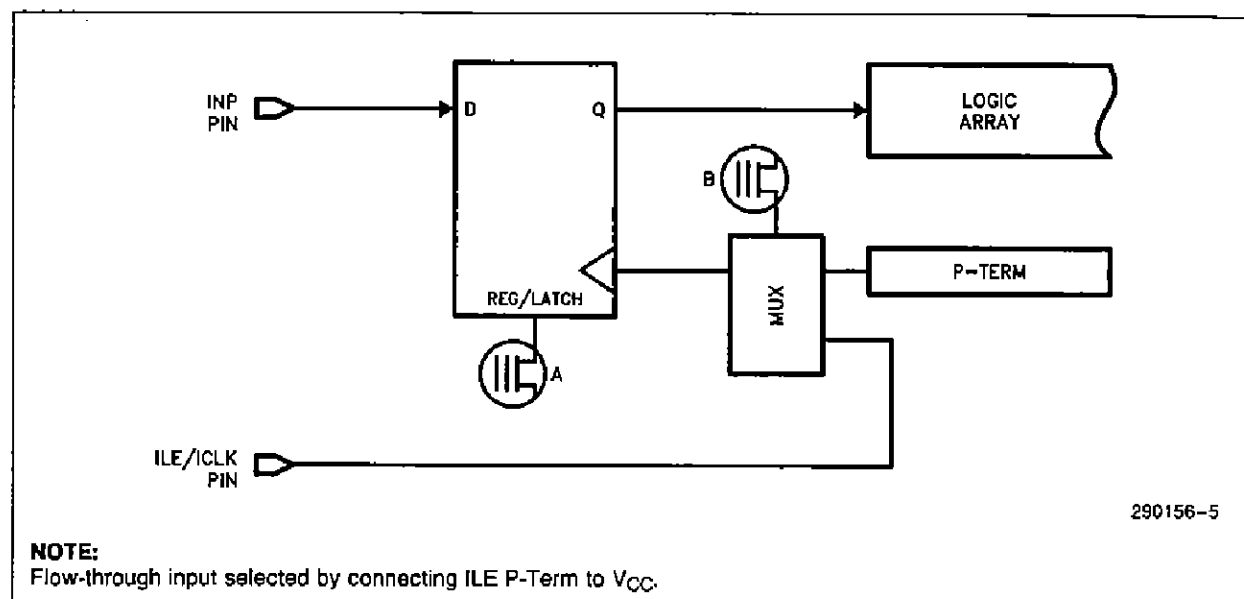 INP
PIN
D
Q
LOGIC
ARRAY
B
MUX
P-TERM
REG/LATCH
A
ILE/ICLK
PIN
290156-5
NOTE:
Flow-through input selected by connecting ILE P-Term to VCC.